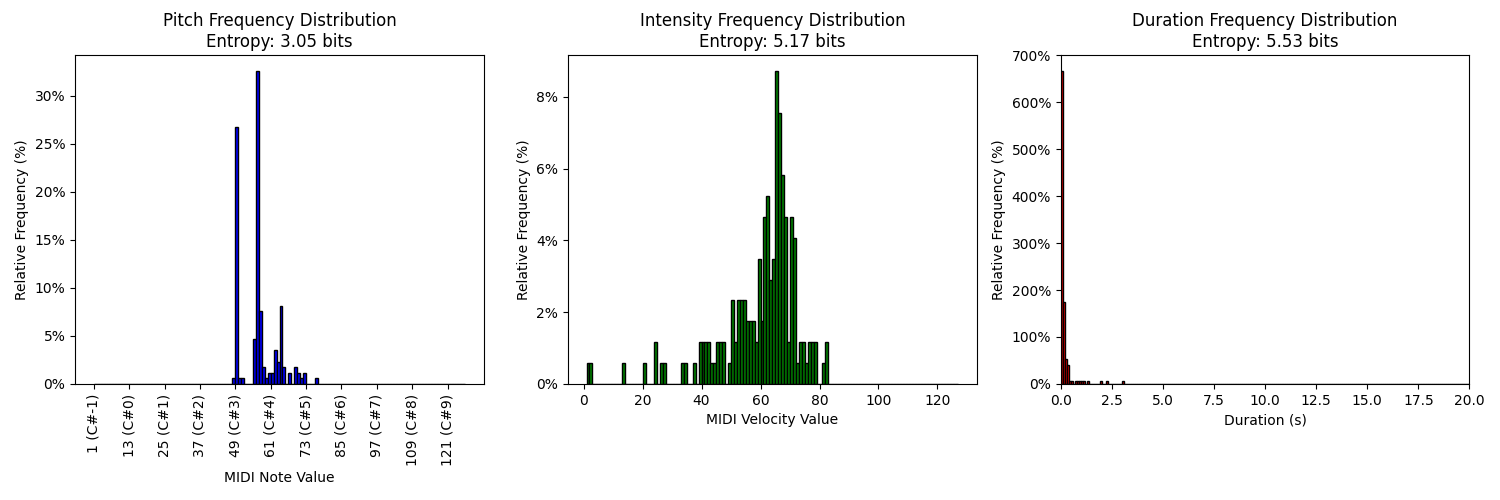 Pitch Frequency Distribution
Entropy: 3.05 bits
Relative Frequency (%)
30%
25%
20%
15%
10%
5%
0%
1 (C#-1)
13 (C#0)
25 (C#1)
37 (C#2)
49 (C#3)
61 (C#4)
73 (C#5)
85 (C#6)
97 (C#7)
109 (C#8)
121 (C#9)
MIDI Note Value
Intensity Frequency Distribution
Entropy: 5.17 bits
Relative Frequency (%)
8%
6%
4%
2%
0%
0
20
40
60
80
100
120
MIDI Velocity Value
Duration Frequency Distribution
Entropy: 5.53 bits
Relative Frequency (%)
700%
600%
500%
400%
300%
200%
100%
0%
0.0
2.5
5.0
7.5
10.0
12.5
15.0
17.5
20.0
Duration (s)